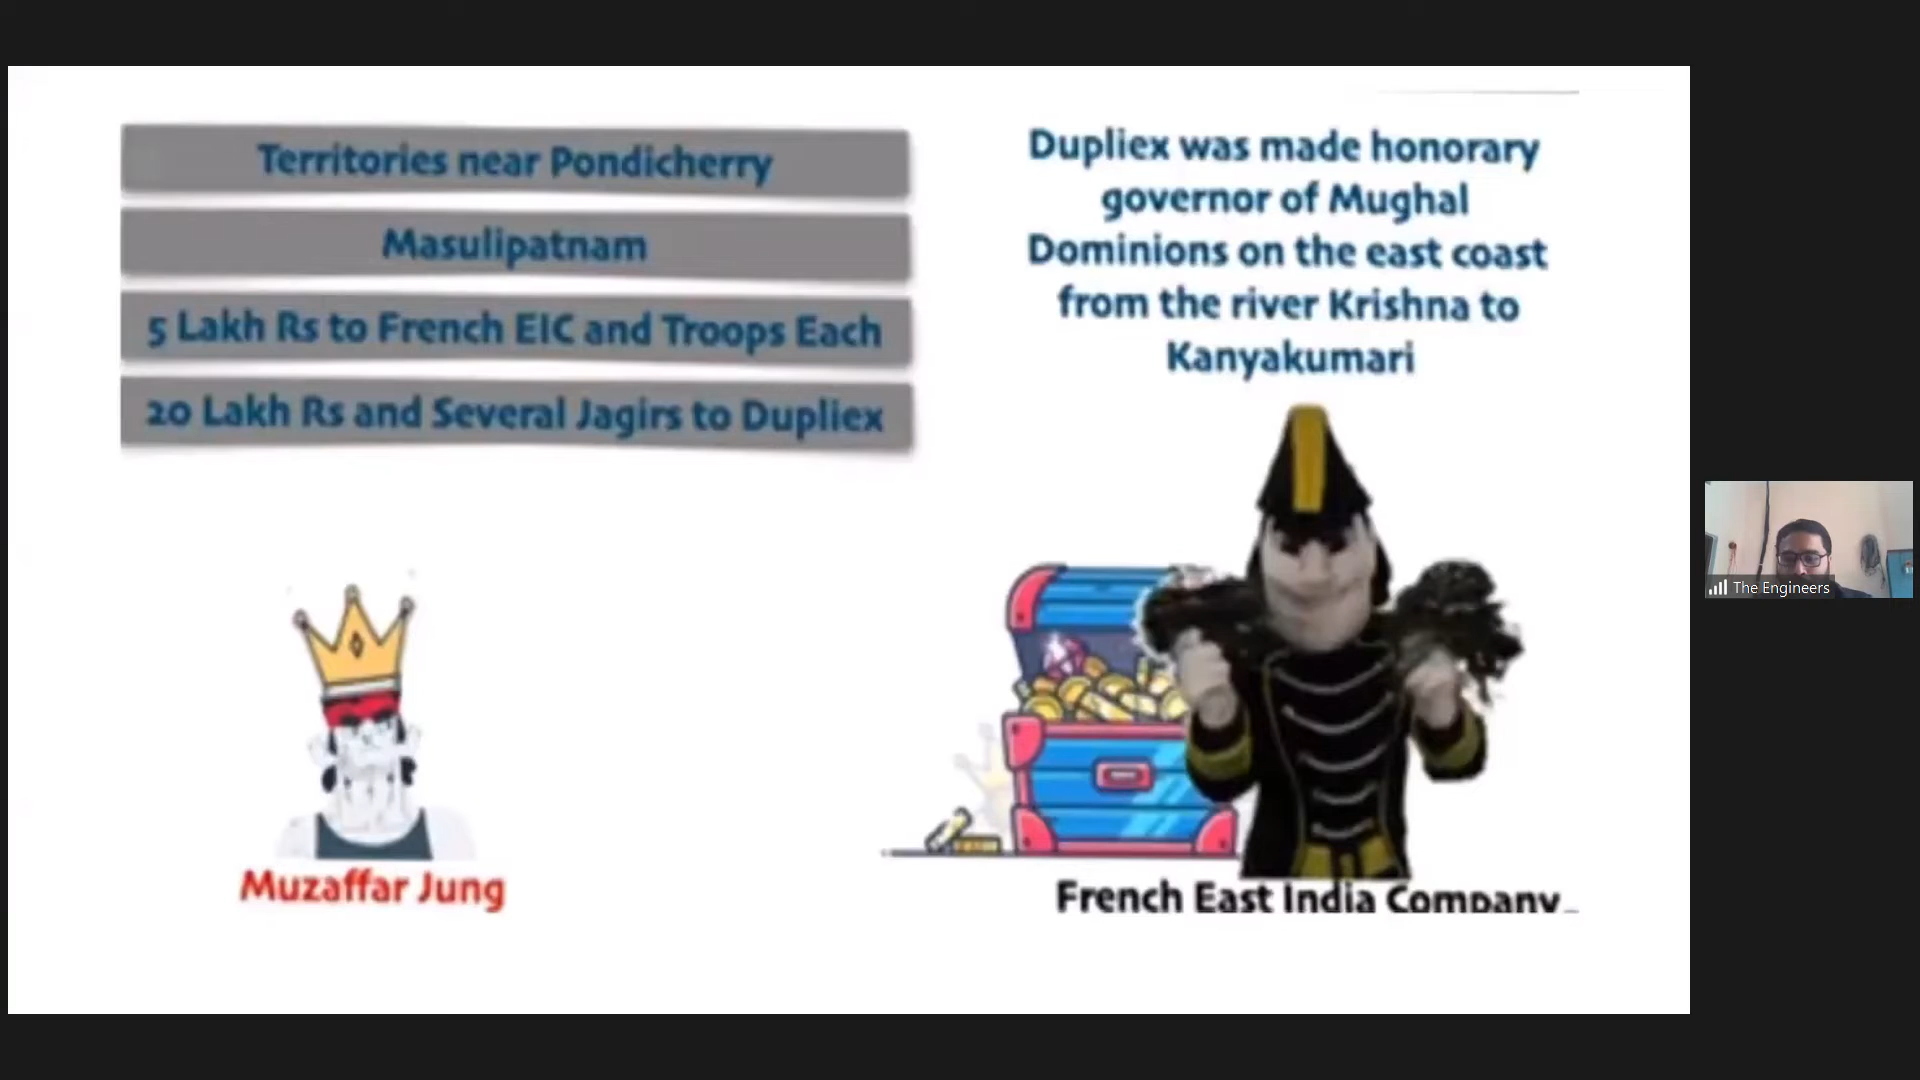 Territories near Pondicherry
Masulipatnam
5 Lakh Rs to French EIC and Troops Each
20 Lakh Rs and Several Jagirs to Dupliex
Dupliex was made honorary
governor of Mughal
Dominions on the east coast
from the river Krishna to
Kanyakumari
Muzaffar Jung
French East India Company
The Engineers